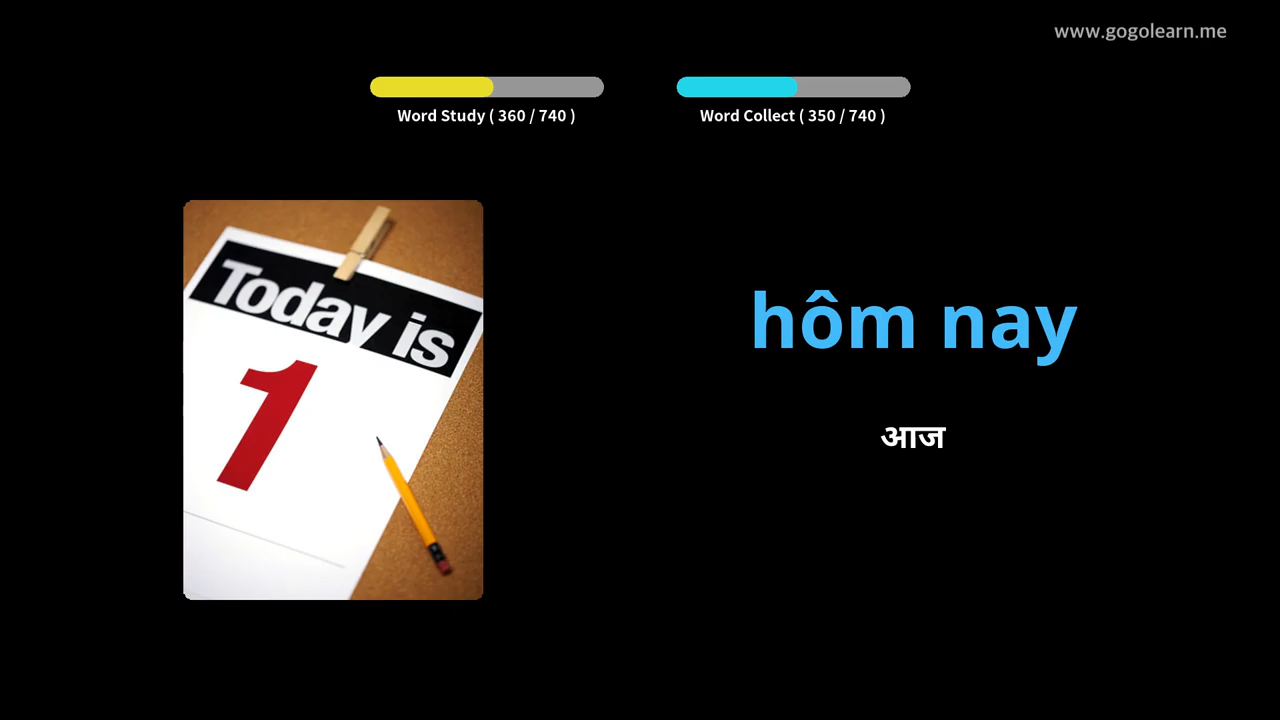 www.gogolearn.me
Word Study ( 360 / 740 )
Word Collect ( 350 / 740 )
Today is
1
hôm nay
आज